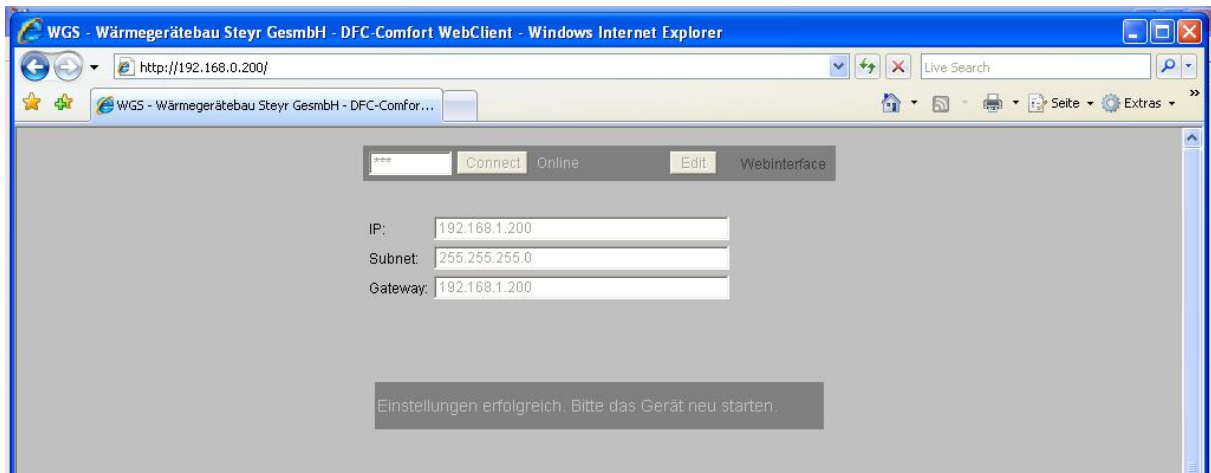 WGS - Wärmegerätebau Steyr GesmbH - DFC-Comfort WebClient - Windows Internet Explorer
http://192.168.0.200/
Live Search
WGS - Wärmegerätebau Steyr GesmbH - DFC-Comfor...
Seite
Extras
»
*** Connect Online Edit Webinterface
IP: 192.168.1.200
Subnet: 255.255.255.0
Gateway: 192.168.1.200
Einstellungen erfolgreich. Bitte das Gerät neu starten.